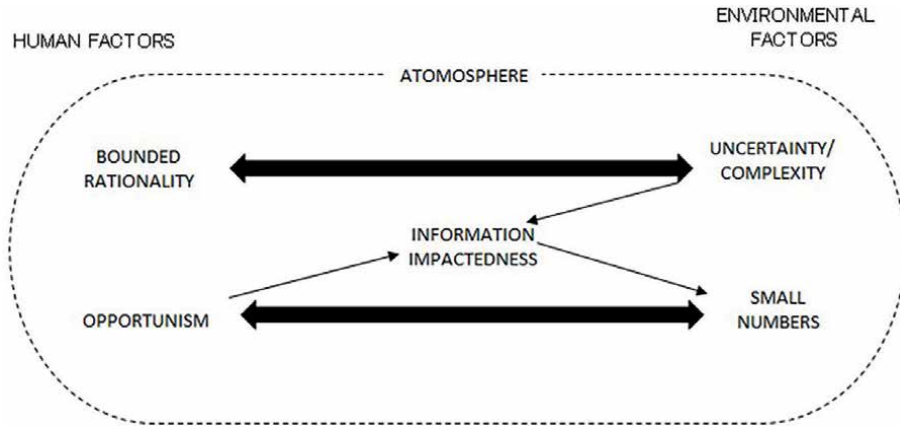 HUMAN FACTORS
ENVIRONMENTAL
FACTORS
ATOMOSPHERE
BOUNDED
RATIONALITY
UNCERTAINTY/
COMPLEXITY
INFORMATION
IMPACTEDNESS
OPPORTUNISM
SMALL
NUMBERS